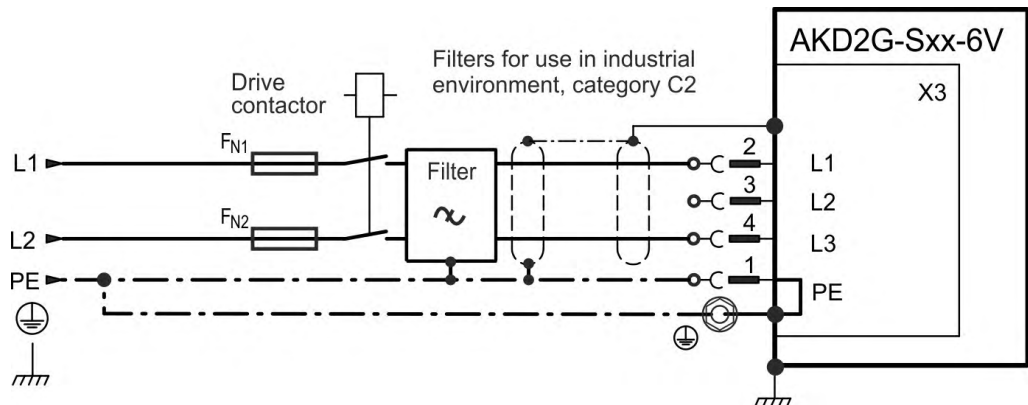 AKD2G-Sxx-6V
X3
Filters for use in industrial
environment, category C2
Drive
contactor
FN1
L1
Filter
2
L1
3
L2
FN2
L2
4
L3
PE
1
PE